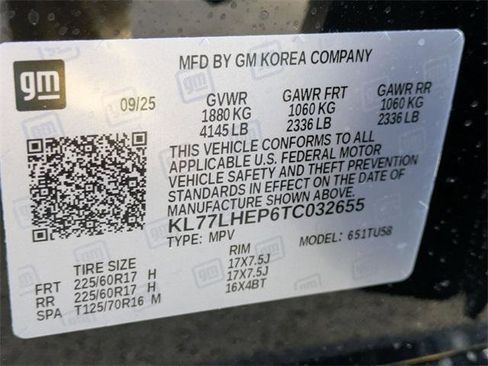 gm
MFD BY GM KOREA COMPANY
09/25 GVWR GAWR FRT GAWR RR
1880 KG 1060 KG 1060 KG
4145 LB 2336 LB 2336 LB
THIS VEHICLE CONFORMS TO ALL
APPLICABLE U.S. FEDERAL MOTOR
VEHICLE SAFETY AND THEFT PREVENTION
STANDARDS IN EFFECT ON THE DATE OF
MANUFACTURE SHOWN ABOVE.
KL77LHEP6TC032655
TYPE: MPV MODEL: 651TU58
TIRE SIZE RIM
FRT 225/60R17 H 17X7.5J
RR 225/60R17 H 17X7.5J
SPA T125/70R16 M 16X4BT